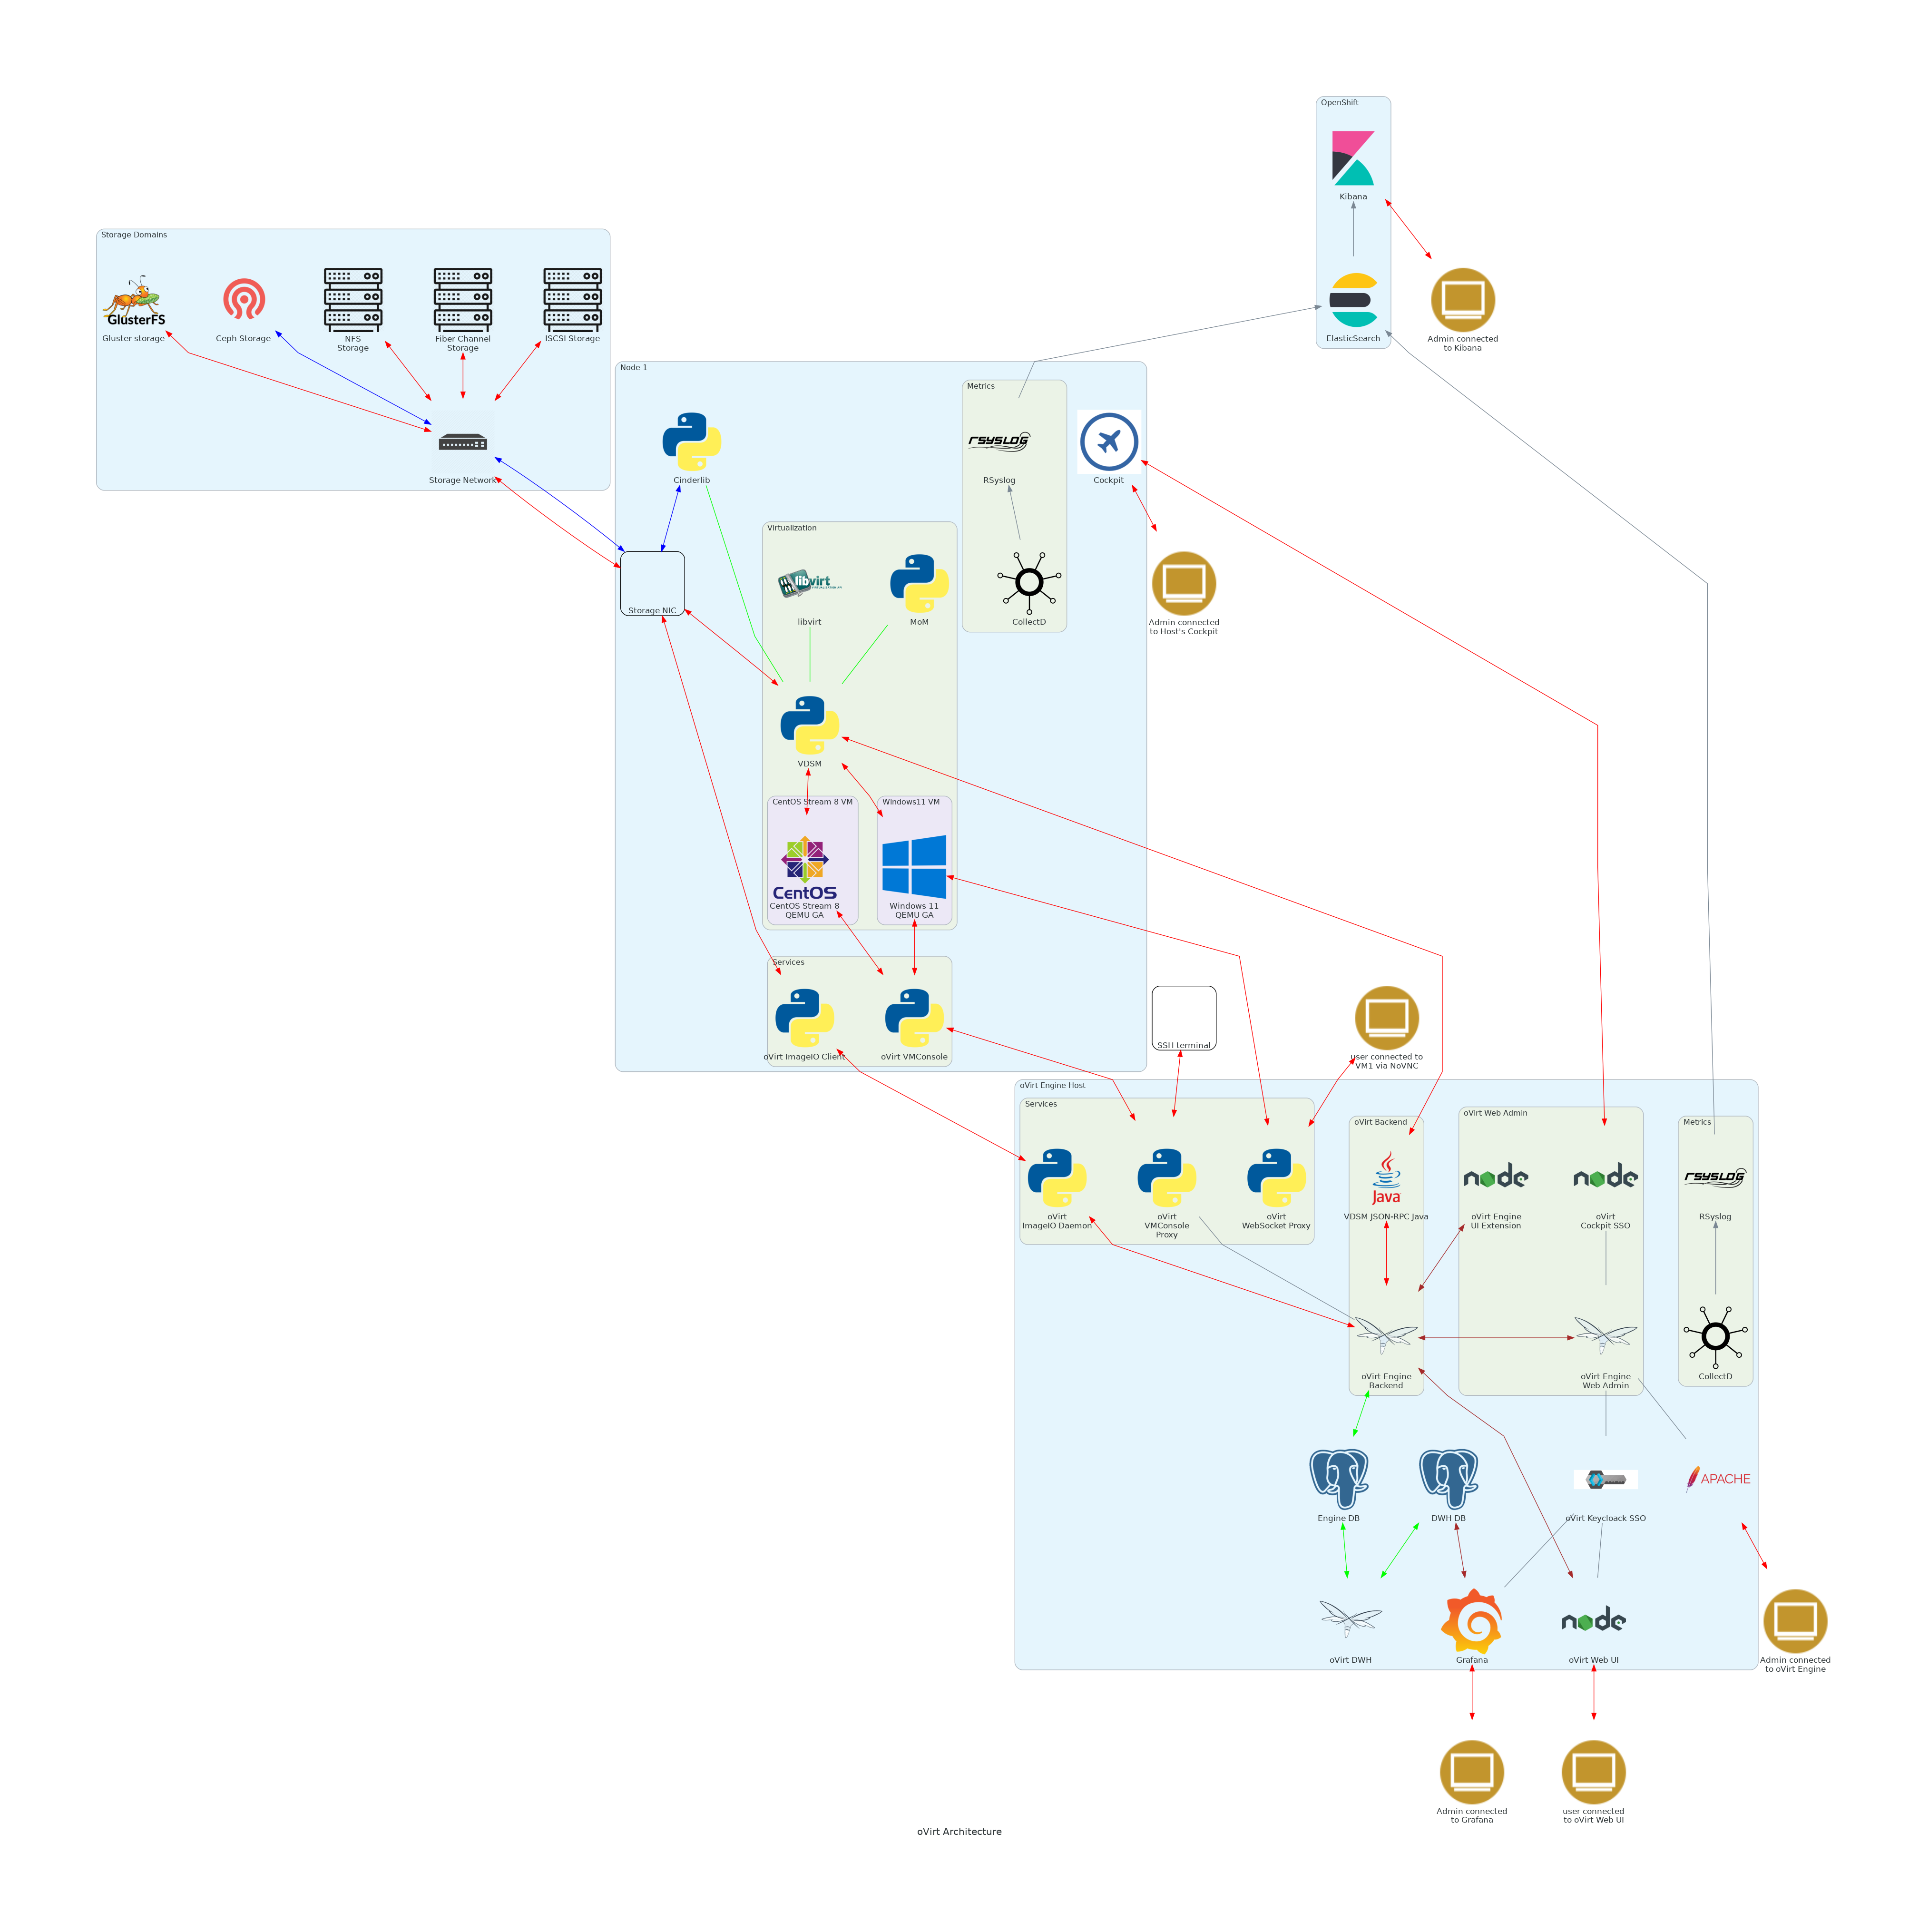 OpenShift
Kibana
ElasticSearch
Admin connected
to Kibana
Storage Domains
GlusterFS
Gluster storage
Ceph Storage
NFS
Storage
Fiber Channel
Storage
ISCSI Storage
Storage Network
Node 1
Cinderlib
Metrics
RSYSLOG
RSyslog
CollectD
Cockpit
Admin connected
to Host's Cockpit
Storage NIC
Virtualization
libvirt
libvirt
MoM
VDSM
CentOS Stream 8 VM
CentOS
CentOS Stream 8
QEMU GA
Windows11 VM
Windows 11
QEMU GA
Services
oVirt ImageIO Client
oVirt VMConsole
SSH terminal
user connected to
VM1 via NoVNC
oVirt Engine Host
Services
oVirt
ImageIO Daemon
oVirt
VMConsole
Proxy
oVirt
WebSocket Proxy
oVirt Backend
Java
VDSM JSON-RPC Java
oVirt Engine
Backend
oVirt Web Admin
node
oVirt Engine
UI Extension
node
oVirt
Cockpit SSO
oVirt Engine
Web Admin
Metrics
RSYSLOG
RSyslog
CollectD
Engine DB
DWH DB
oVirt Keycloack SSO
APACHE
oVirt DWH
Grafana
node
oVirt Web UI
Admin connected
to oVirt Engine
Admin connected
to Grafana
user connected
to oVirt Web UI
oVirt Architecture